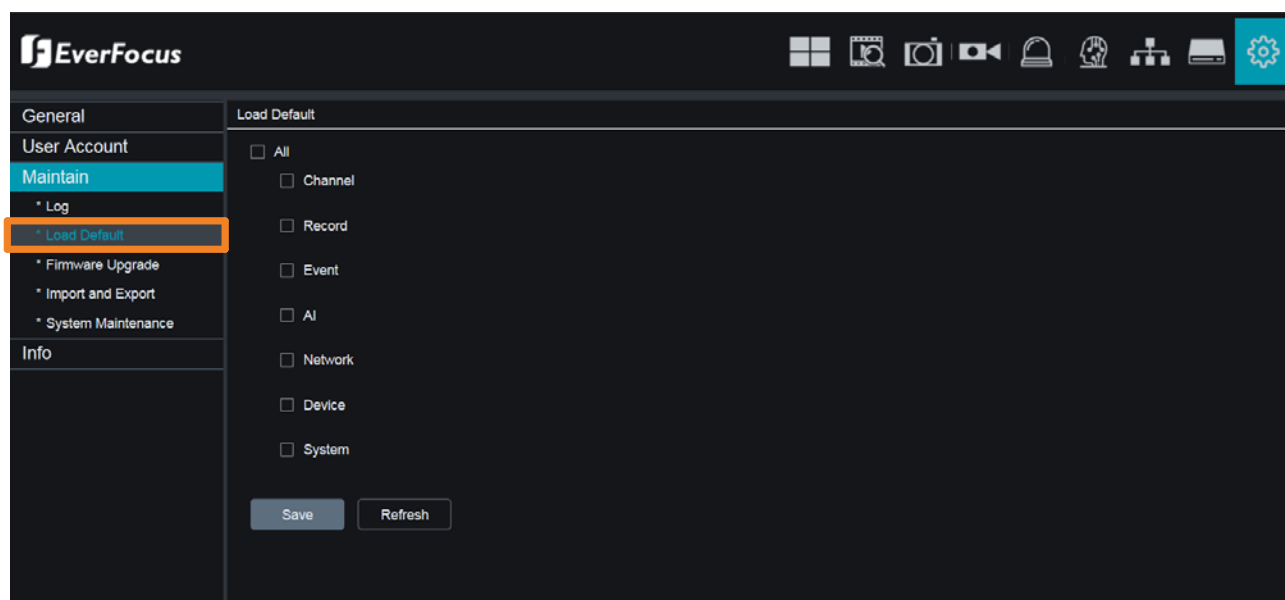 EverFocus
General
User Account
Maintain
* Log
* Load Default
* Firmware Upgrade
* Import and Export
* System Maintenance
Info
Load Default
All
Channel
Record
Event
AI
Network
Device
System
Save Refresh